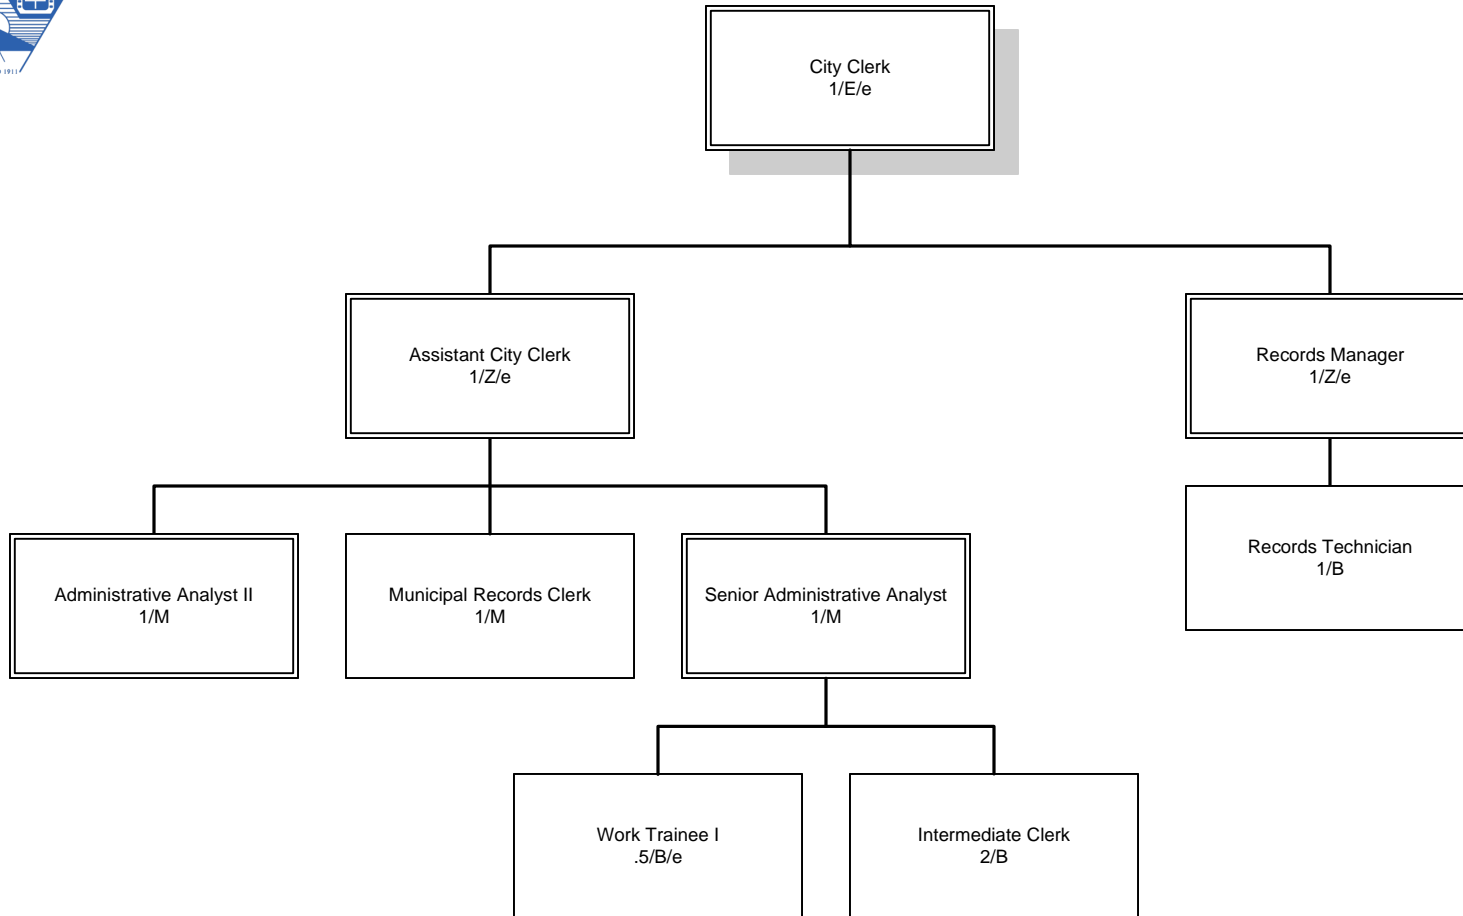 1911
City Clerk
1/E/e
Assistant City Clerk
1/Z/e
Records Manager
1/Z/e
Administrative Analyst II
1/M
Municipal Records Clerk
1/M
Senior Administrative Analyst
1/M
Records Technician
1/B
Work Trainee I
.5/B/e
Intermediate Clerk
2/B